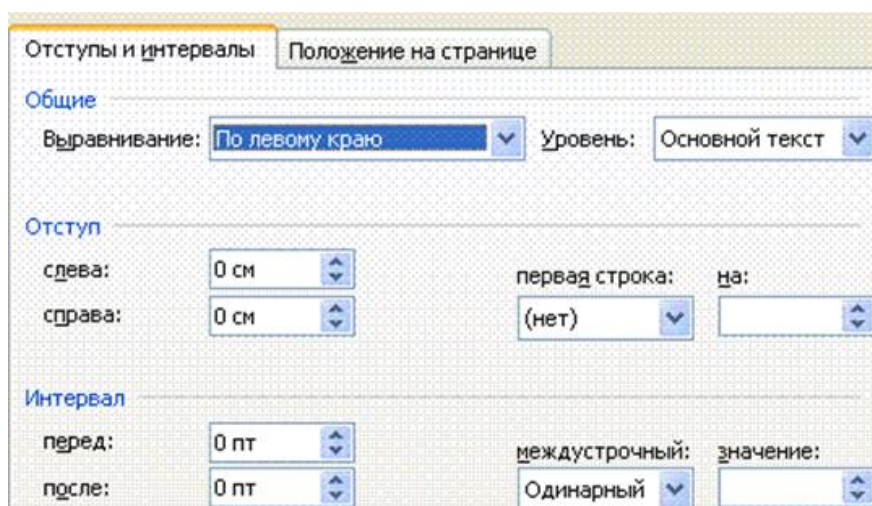 Отступы и интервалы Положение на странице
Общие
Выравнивание: По левому краю Уровень: Основной текст
Отступ
слева: 0 см первая строка: на:
справа: 0 см (нет)
Интервал
перед: 0 пт междустрочный: значение:
после: 0 пт Одинарный